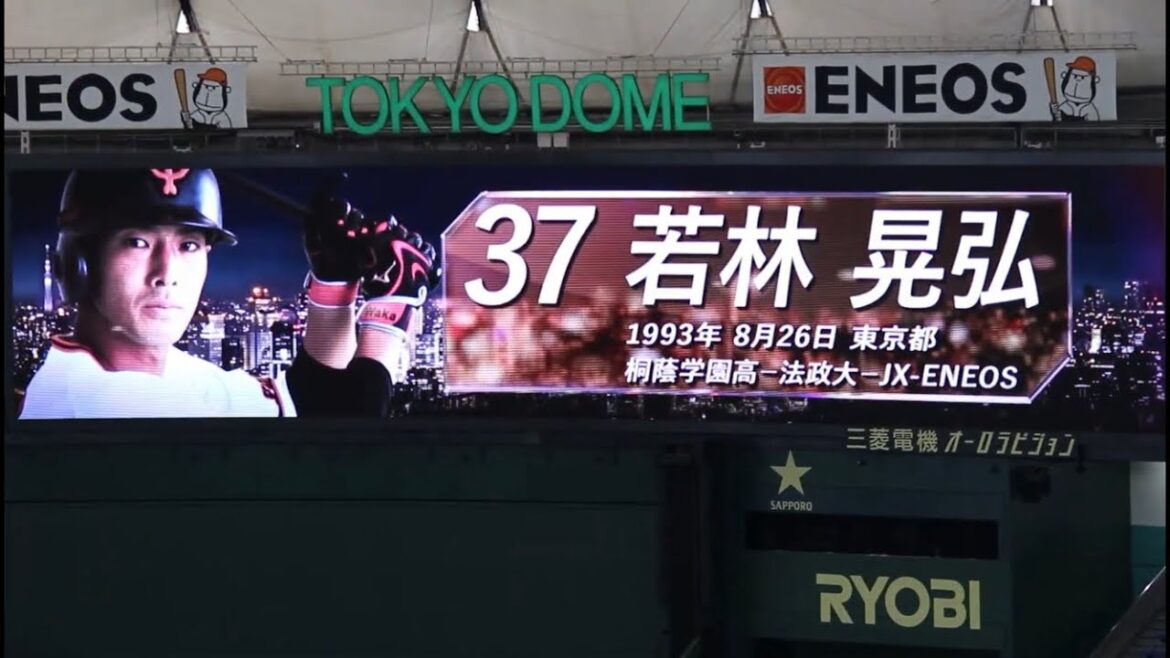 NEOS
TOKYO DOME
ENEOS
ENEOS
37 若林 晃弘
1993年 8月26日 東京都
桐蔭学園高−法政大−JX-ENEOS
Waka
三菱電機 オーロラビジョン
SAPPORO
RYOBI